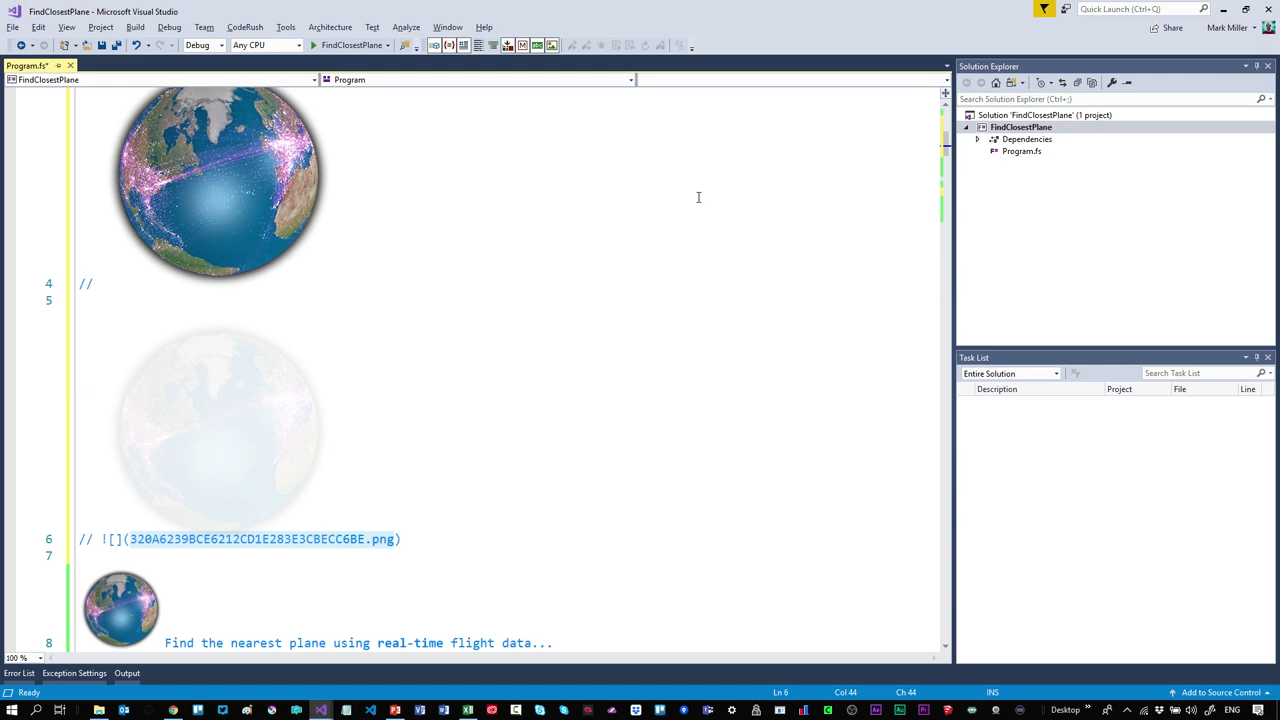 FindClosestPlane - Microsoft Visual Studio
Quick Launch (Ctrl+Q)
File Edit View Project Build Debug Team CodeRush Tools Architecture Test Analyze Window Help
Share Mark Miller
Debug Any CPU FindClosestPlane
Program.fs*
FindClosestPlane Program
4 //
5
6 // ![](320A6239BCE6212CD1E283E3CBECC6BE.png)
7
8 Find the nearest plane using real-time flight data...
100 %
Solution Explorer
Search Solution Explorer (Ctrl+;)
Solution 'FindClosestPlane' (1 project)
FindClosestPlane
Dependencies
Program.fs
Task List
Entire Solution Search Task List
Description Project File Line
Error List Exception Settings Output
Ready Ln 6 Col 44 Ch 44 INS Add to Source Control
Desktop ENG